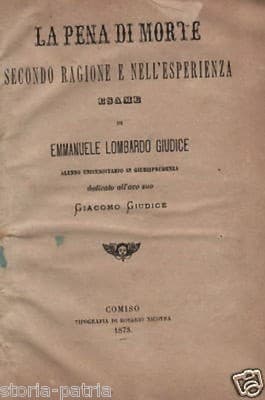 LA PENA DI MORTE
SECONDO RAGIONE E NELL'ESPERIENZA
ESAME
DI
EMMANUELE LOMBARDO GIUDICE
ALUNNO UNIVERSITARIO IN GIURISPRUDENZA
dedicato all'avo suo
GIACOMO GIUDICE
COMISO
TIPOGRAFIA DI ROSARIO NICOTRA
1873.
storia-patria